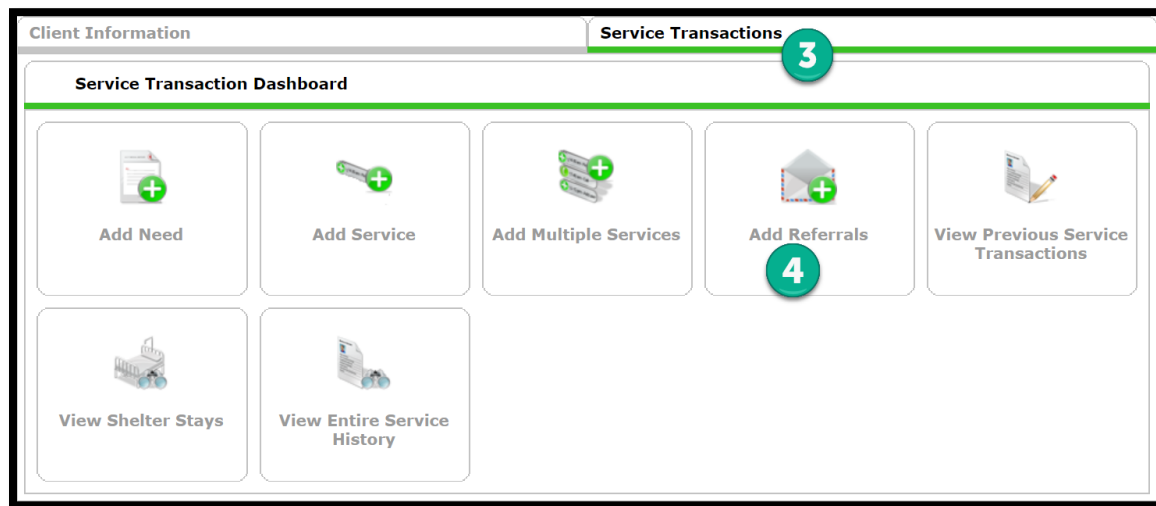 Client Information
Service Transactions
3
Service Transaction Dashboard
Add Need
Add Service
Add Multiple Services
Add Referrals
4
View Previous Service
Transactions
View Shelter Stays
View Entire Service
History